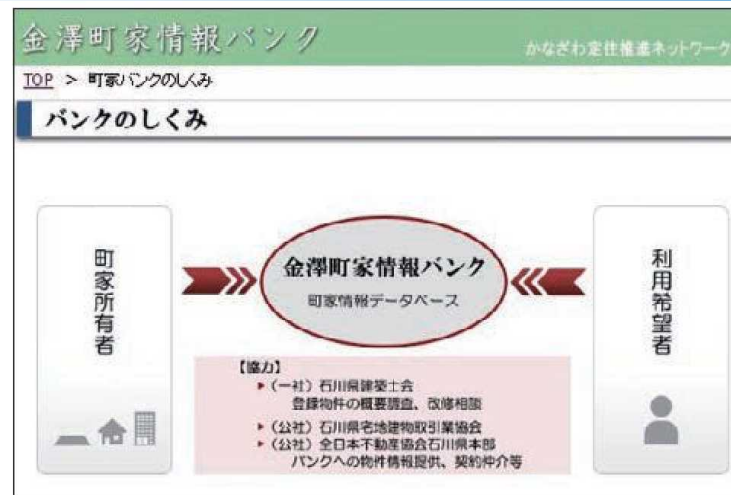 金澤町家情報バンク
かなざわ定住推進ネットワーク
TOP > 町家バンクのしくみ
バンクのしくみ
町家所有者
金澤町家情報バンク
町家情報データベース
利用希望者
【協力】
▶（一社）石川県建築士会
登録物件の概要調査、改修相談
▶（公社）石川県宅地建物取引業協会
▶（公社）全日本不動産協会石川県本部
バンクへの物件情報提供、契約仲介等